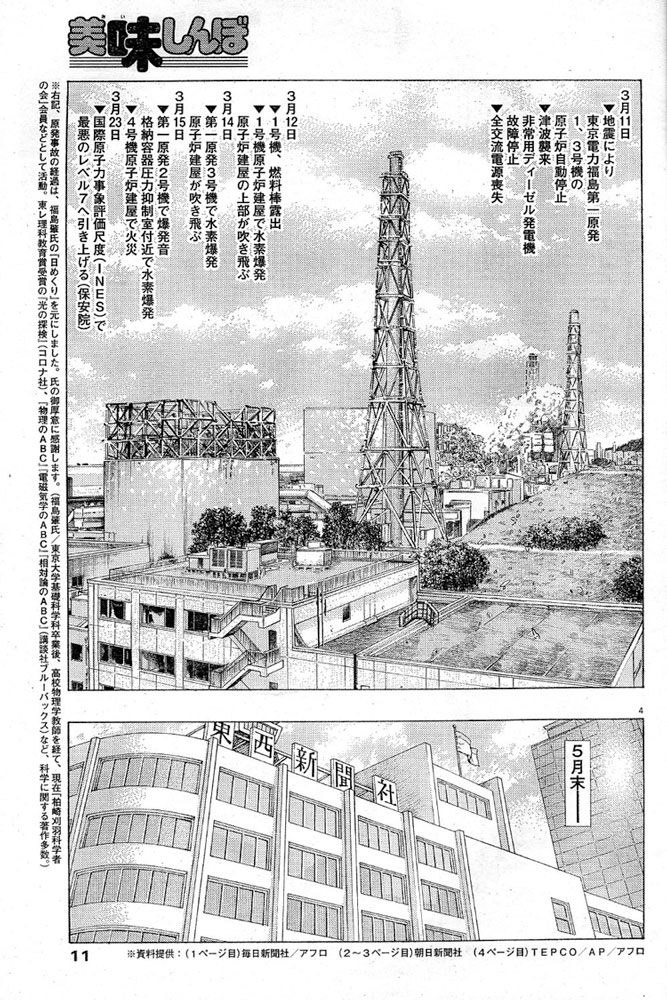 美味しんぼ
3月11日
▼地震により
東京電力福島第一原発
1、3号機の
原子炉自動停止
▼津波襲来
非常用ディーゼル発電機
故障停止
▼全交流電源喪失
3月12日
▼1号機、燃料棒露出
▼1号機原子炉建屋で水素爆発
原子炉建屋の上部が吹き飛ぶ
3月14日
▼第一原発3号機で水素爆発
原子炉建屋が吹き飛ぶ
3月15日
▼第一原発2号機で爆発音
格納容器圧力抑制室付近で水素爆発
▼4号機原子炉建屋で火災
3月23日
▼国際原子力事象評価尺度(INES)で
最悪のレベル7へ引き上げる(保安院)
※右記、原発事故の経過は、福島肇氏の『日めくり』を元にしました。氏の御厚意に感謝します。(福島肇氏/東京大学基礎科学科卒業後、高校物理学教師を経て、現在「柏崎刈羽科学者
の会」会員などとして活動。東レ理科教育賞受賞の『光の探検』(コロナ社)、『物理のABC』『電磁気学のABC』『相対論のABC』(講談社ブルーバックス)など、科学に関する著作多数。)
4
5月末――
東西新聞社
11
※資料提供:(1ページ目)毎日新聞社/アフロ (2〜3ページ目)朝日新聞社 (4ページ目)TEPCO/AP/アフロ